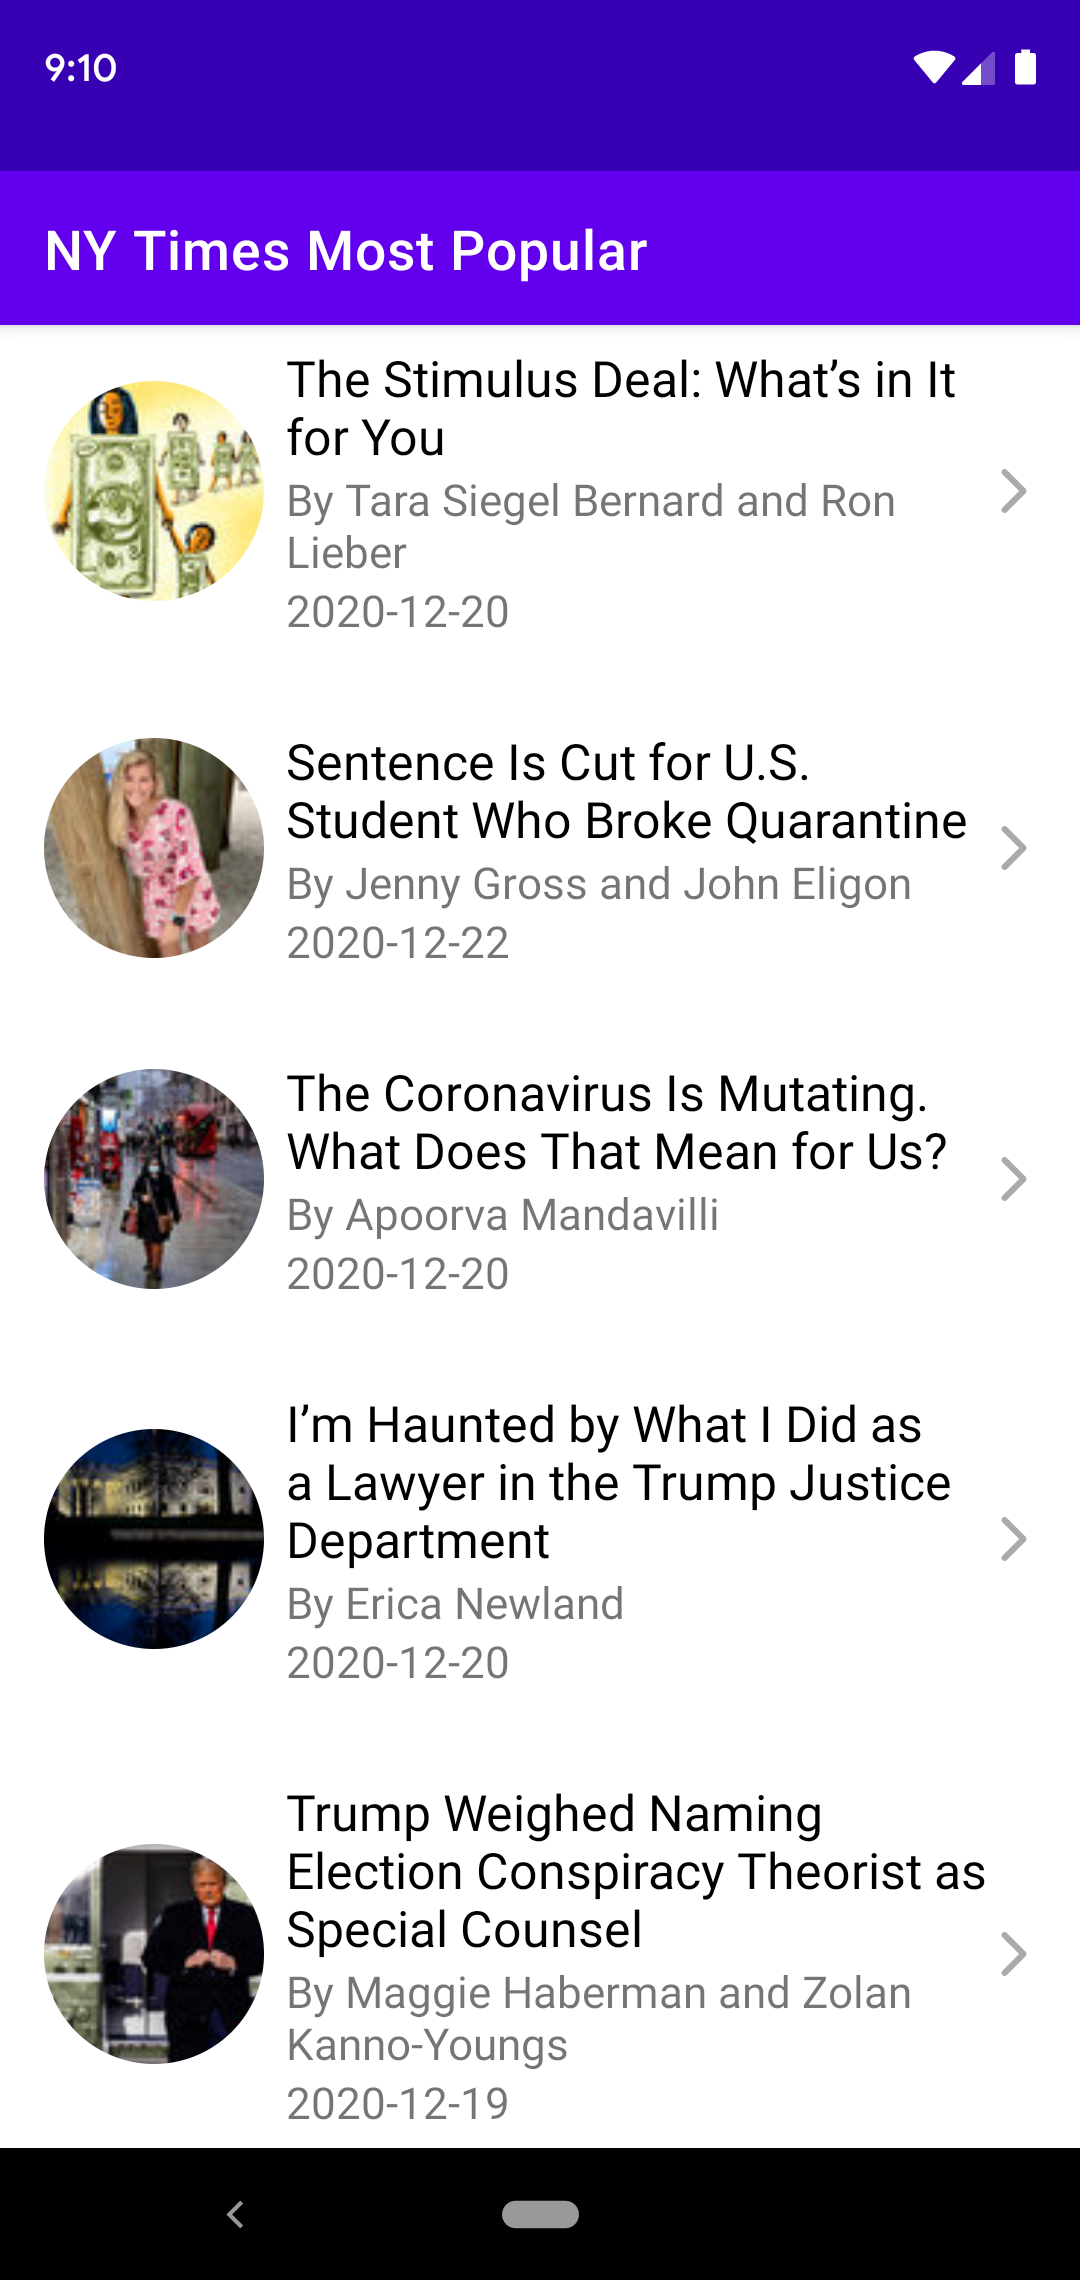 9:10
NY Times Most Popular
The Stimulus Deal: What’s in It
for You
By Tara Siegel Bernard and Ron
Lieber
2020-12-20
Sentence Is Cut for U.S.
Student Who Broke Quarantine
By Jenny Gross and John Eligon
2020-12-22
The Coronavirus Is Mutating.
What Does That Mean for Us?
By Apoorva Mandavilli
2020-12-20
I’m Haunted by What I Did as
a Lawyer in the Trump Justice
Department
By Erica Newland
2020-12-20
Trump Weighed Naming
Election Conspiracy Theorist as
Special Counsel
By Maggie Haberman and Zolan
Kanno-Youngs
2020-12-19